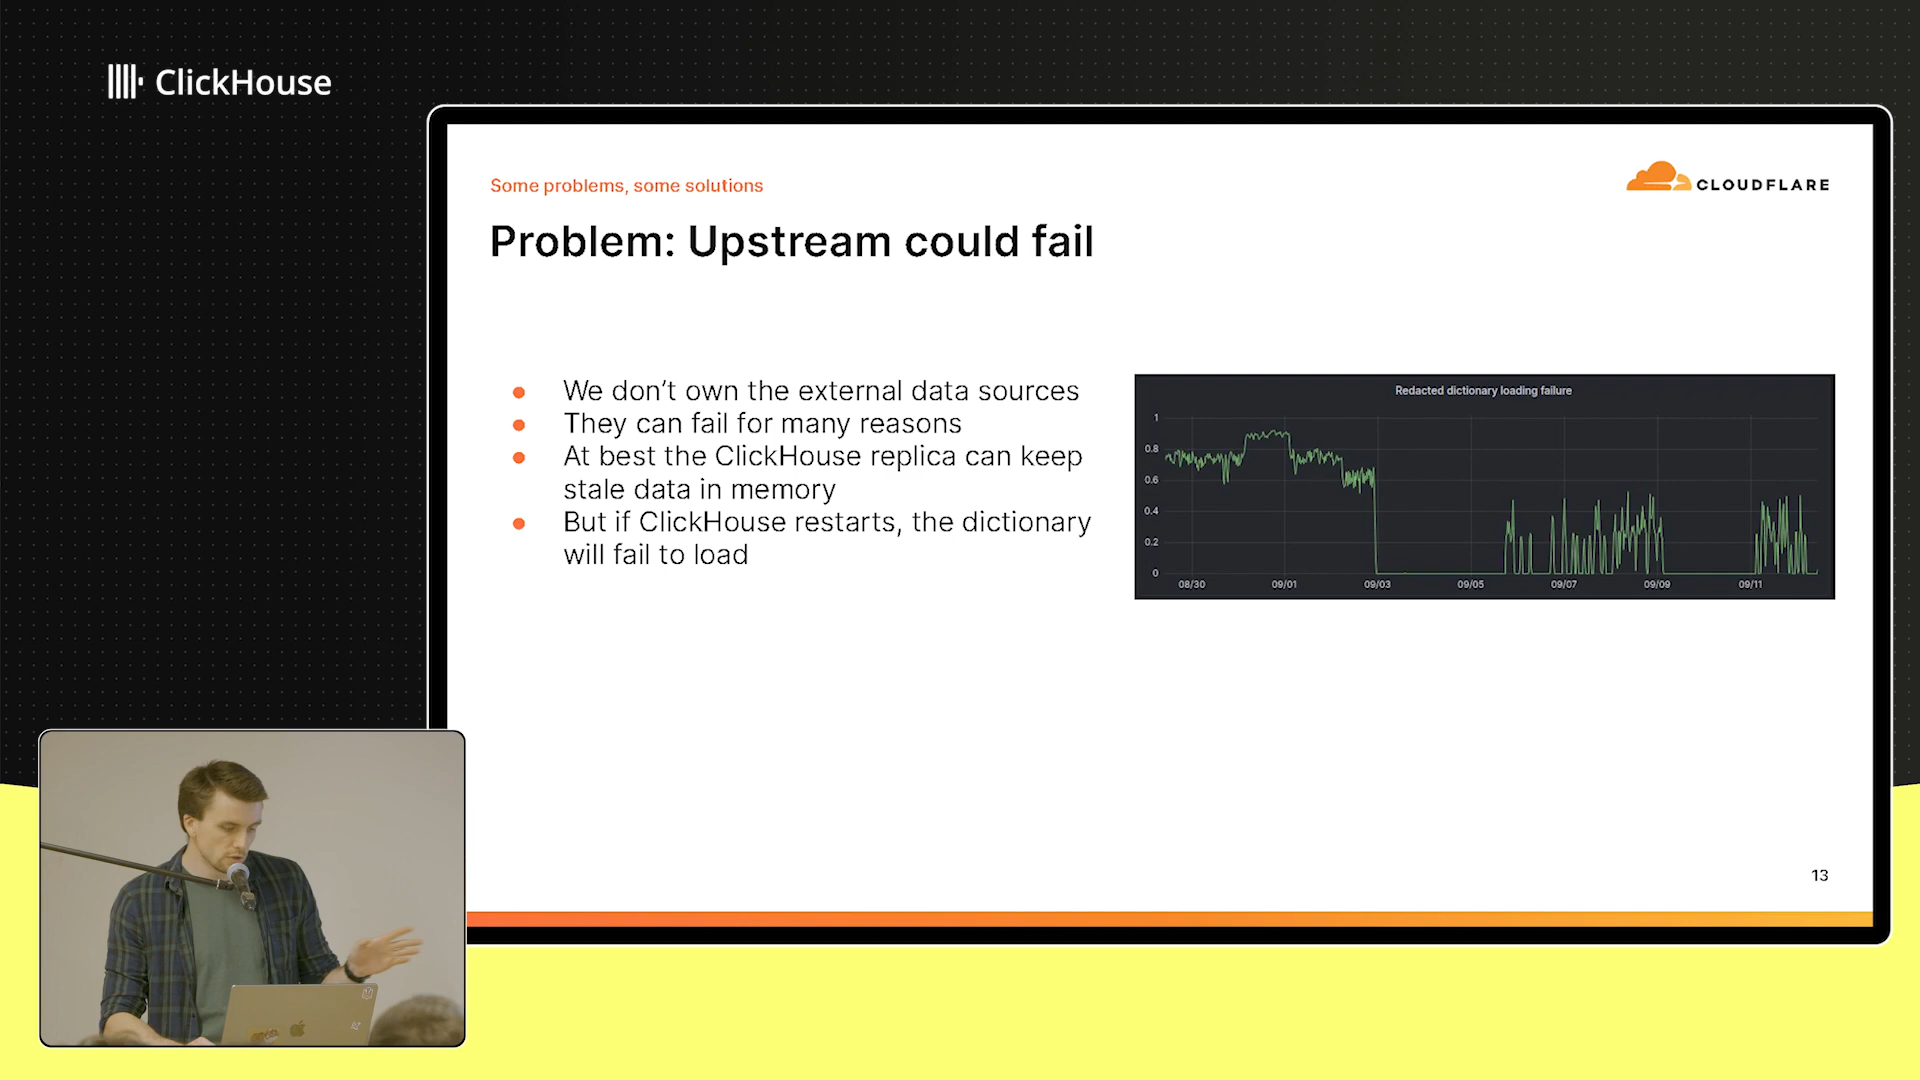 ClickHouse
Some problems, some solutions
CLOUDFLARE
Problem: Upstream could fail
● We don’t own the external data sources
● They can fail for many reasons
● At best the ClickHouse replica can keep
stale data in memory
● But if ClickHouse restarts, the dictionary
will fail to load
Redacted dictionary loading failure
1
0.8
0.6
0.4
0.2
0
08/30 09/01 09/03 09/05 09/07 09/09 09/11
13